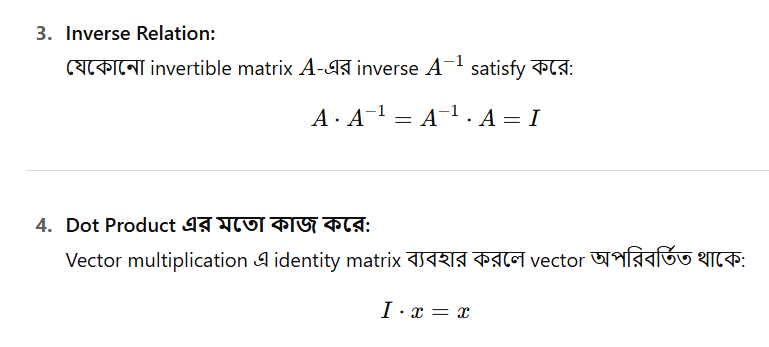 3. Inverse Relation:
যেকোনো invertible matrix A-এর inverse A⁻¹ satisfy করে:
A · A⁻¹ = A⁻¹ · A = I
4. Dot Product এর মতো কাজ করে:
Vector multiplication এ identity matrix ব্যবহার করলে vector অপরিবর্তিত থাকে:
I · x = x